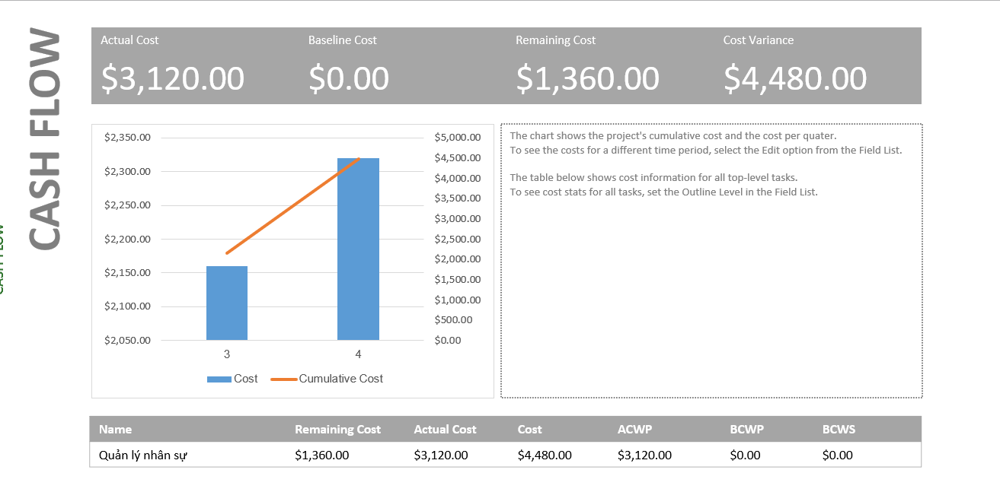 CASH FLOW
CASH FLOW
Actual Cost Baseline Cost Remaining Cost Cost Variance
$3,120.00 $0.00 $1,360.00 $4,480.00
$2,350.00
$2,300.00
$2,250.00
$2,200.00
$2,150.00
$2,100.00
$2,050.00
$5,000.00
$4,500.00
$4,000.00
$3,500.00
$3,000.00
$2,500.00
$2,000.00
$1,500.00
$1,000.00
$500.00
$0.00
3 4
Cost Cumulative Cost
The chart shows the project's cumulative cost and the cost per quater.
To see the costs for a different time period, select the Edit option from the Field List.
The table below shows cost information for all top-level tasks.
To see cost stats for all tasks, set the Outline Level in the Field List.
Name Remaining Cost Actual Cost Cost ACWP BCWP BCWS
Quản lý nhân sự $1,360.00 $3,120.00 $4,480.00 $3,120.00 $0.00 $0.00